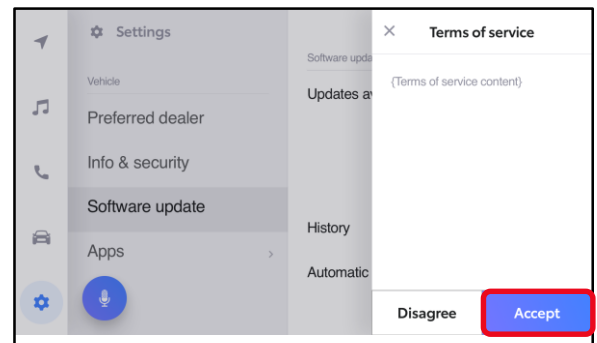 Settings
Vehicle
Preferred dealer
Info & security
Software update
Apps
Software upda
Updates av
History
Automatic
Terms of service
{Terms of service content}
Disagree
Accept